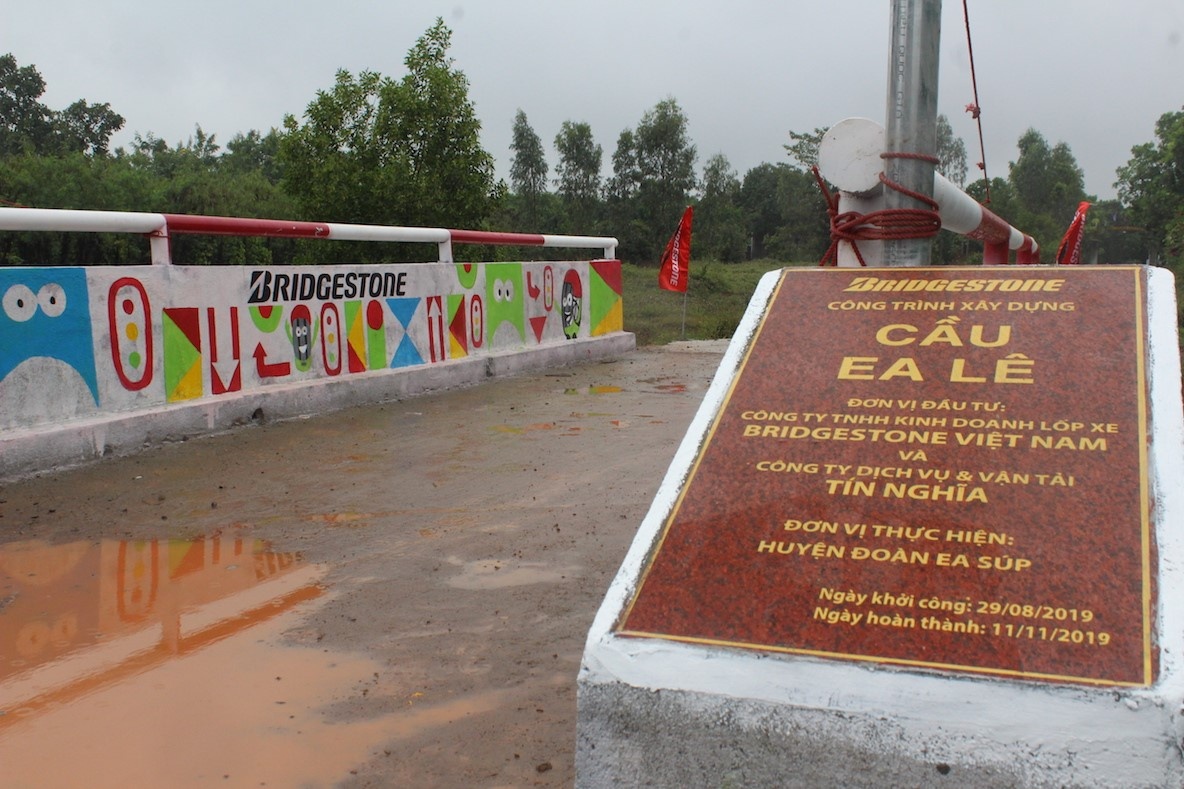 BRIDGESTONE
BRIDGESTONE
CÔNG TRÌNH XÂY DỰNG
CẦU
EA LÊ
ĐƠN VỊ ĐẦU TƯ:
CÔNG TY TNHH KINH DOANH LỐP XE
BRIDGESTONE VIỆT NAM
VÀ
CÔNG TY DỊCH VỤ & VẬN TẢI
TÍN NGHĨA
ĐƠN VỊ THỰC HIỆN:
HUYỆN ĐOÀN EA SÚP
Ngày khởi công: 29/08/2019
Ngày hoàn thành: 11/11/2019